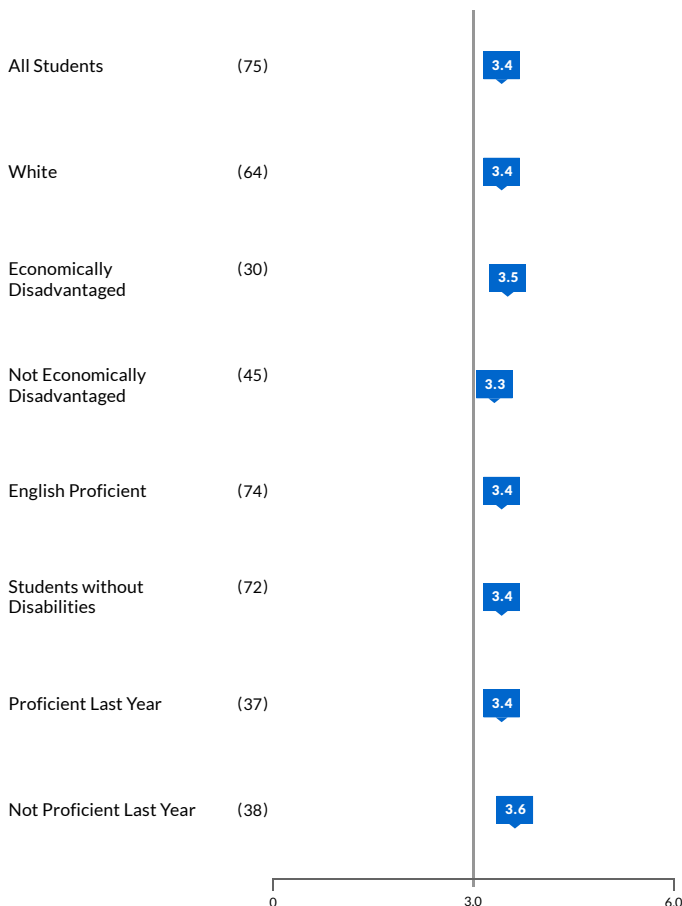 All Students (75) 3.4
White (64) 3.4
Economically (30) 3.5
Disadvantaged
Not Economically (45) 3.3
Disadvantaged
English Proficient (74) 3.4
Students without (72) 3.4
Disabilities
Proficient Last Year (37) 3.4
Not Proficient Last Year (38) 3.6
0 3.0 6.0